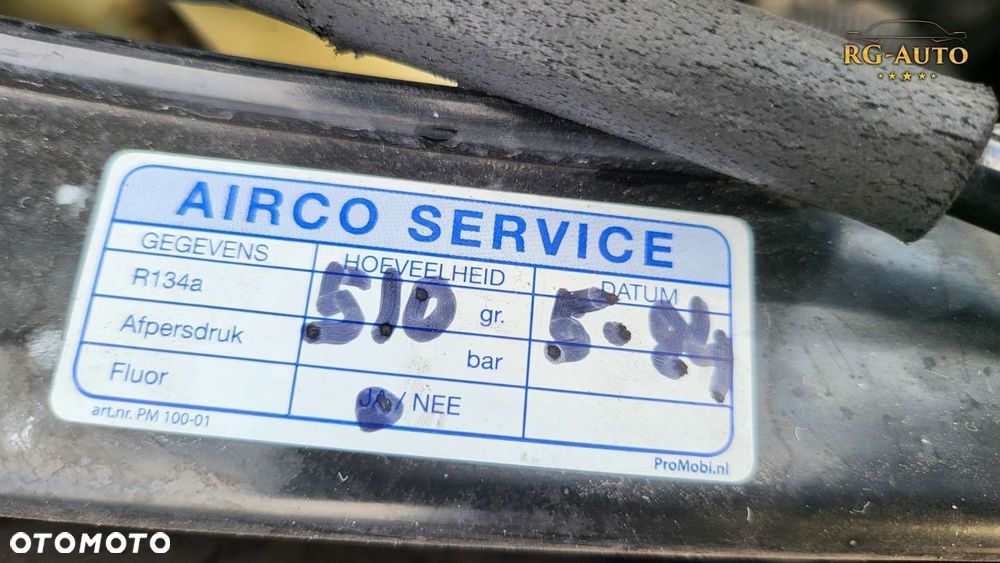 RG-AUTO
AIRCO SERVICE
GEGEVENS HOEVEELHEID DATUM
R134a 510 gr. 5.
Afpersdruk bar
Fluor JA / NEE
art.nr. PM 100-01
ProMobi.nl
OTOMOTO